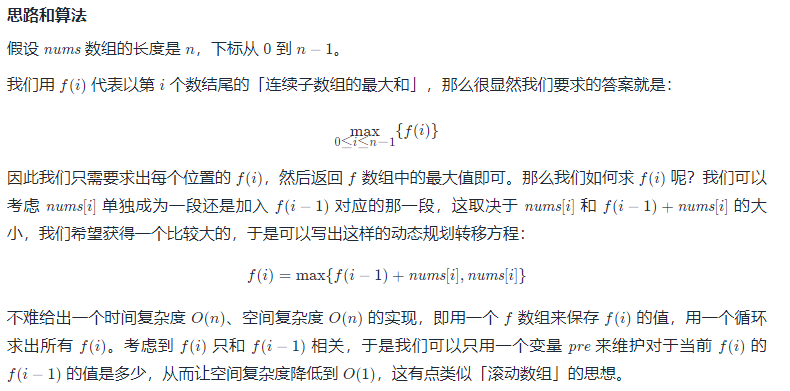 思路和算法
假设 nums 数组的长度是 n，下标从 0 到 n − 1。
我们用 f(i) 代表以第 i 个数结尾的「连续子数组的最大和」，那么很显然我们要求的答案就是：
max {f(i)}
0≤i≤n−1
因此我们只需要求出每个位置的 f(i)，然后返回 f 数组中的最大值即可。那么我们如何求 f(i) 呢？我们可以
考虑 nums[i] 单独成为一段还是加入 f(i − 1) 对应的那一段，这取决于 nums[i] 和 f(i − 1) + nums[i] 的大
小，我们希望获得一个比较大的，于是可以写出这样的动态规划转移方程：
f(i) = max{f(i − 1) + nums[i], nums[i]}
不难给出一个时间复杂度 O(n)、空间复杂度 O(n) 的实现，即用一个 f 数组来保存 f(i) 的值，用一个循环
求出所有 f(i)。考虑到 f(i) 只和 f(i − 1) 相关，于是我们可以只用一个变量 pre 来维护对于当前 f(i) 的
f(i − 1) 的值是多少，从而让空间复杂度降低到 O(1)，这有点类似「滚动数组」的思想。